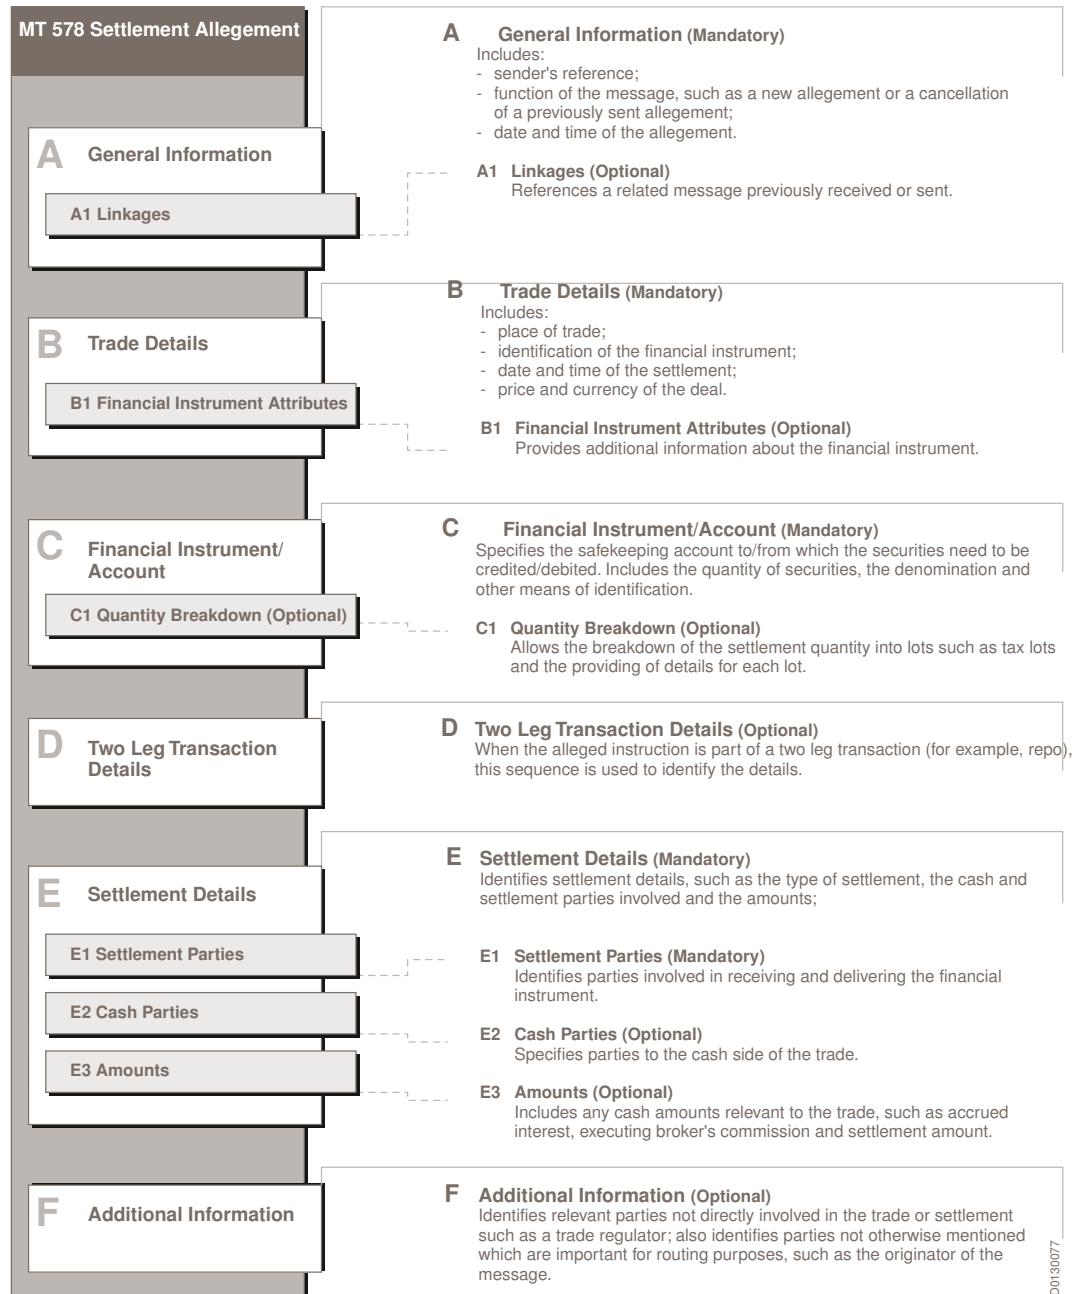 MT 578 Settlement Allegement
A General Information (Mandatory)
Includes:
- sender's reference;
- function of the message, such as a new allegement or a cancellation
of a previously sent allegement;
- date and time of the allegement.
A General Information
A1 Linkages (Optional)
References a related message previously received or sent.
A1 Linkages
B Trade Details (Mandatory)
Includes:
- place of trade;
- identification of the financial instrument;
- date and time of the settlement;
- price and currency of the deal.
B Trade Details
B1 Financial Instrument Attributes
B1 Financial Instrument Attributes (Optional)
Provides additional information about the financial instrument.
C Financial Instrument/Account (Mandatory)
Specifies the safekeeping account to/from which the securities need to be
credited/debited. Includes the quantity of securities, the denomination and
other means of identification.
C Financial Instrument/
Account
C1 Quantity Breakdown (Optional)
C1 Quantity Breakdown (Optional)
Allows the breakdown of the settlement quantity into lots such as tax lots
and the providing of details for each lot.
D Two Leg Transaction Details (Optional)
When the alleged instruction is part of a two leg transaction (for example, repo),
this sequence is used to identify the details.
D Two Leg Transaction
Details
E Settlement Details (Mandatory)
Identifies settlement details, such as the type of settlement, the cash and
settlement parties involved and the amounts;
E Settlement Details
E1 Settlement Parties
E1 Settlement Parties (Mandatory)
Identifies parties involved in receiving and delivering the financial
instrument.
E2 Cash Parties
E2 Cash Parties (Optional)
Specifies parties to the cash side of the trade.
E3 Amounts
E3 Amounts (Optional)
Includes any cash amounts relevant to the trade, such as accrued
interest, executing broker's commission and settlement amount.
F Additional Information (Optional)
Identifies relevant parties not directly involved in the trade or settlement
such as a trade regulator; also identifies parties not otherwise mentioned
which are important for routing purposes, such as the originator of the
message.
F Additional Information
D0130077